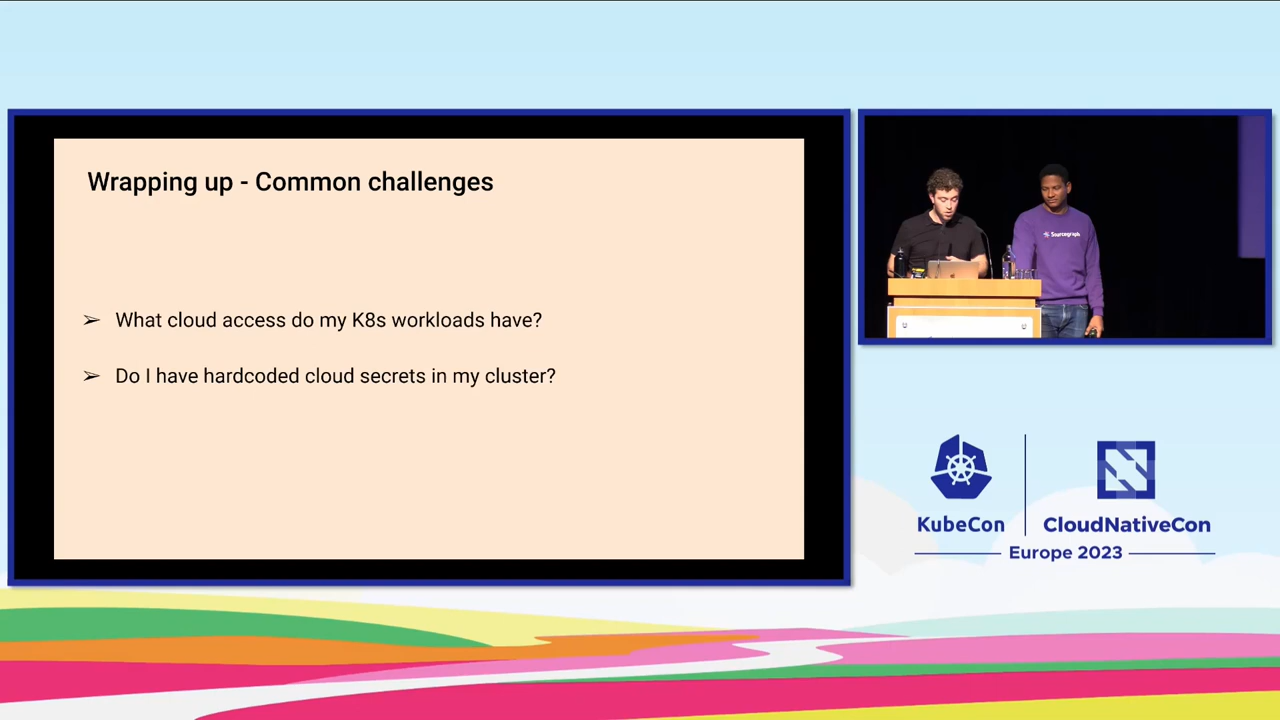 Wrapping up - Common challenges
➢ What cloud access do my K8s workloads have?
➢ Do I have hardcoded cloud secrets in my cluster?
Sourcegraph
KubeCon
CloudNativeCon
Europe 2023